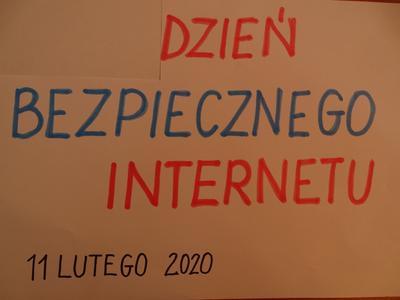 DZIEŃ
BEZPIECZNEGO
INTERNETU
11 LUTEGO 2020